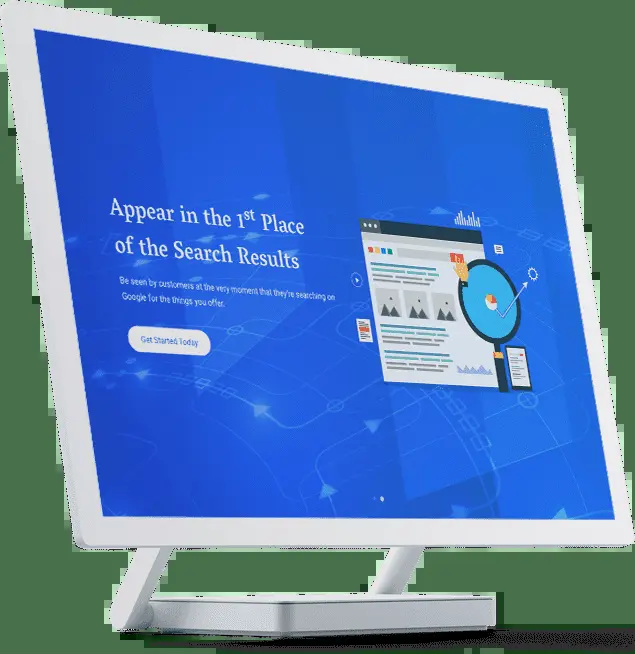 Appear in the 1st Place
of the Search Results
Be seen by customers at the very moment that they're searching on
Google for the things you offer.
Get Started Today